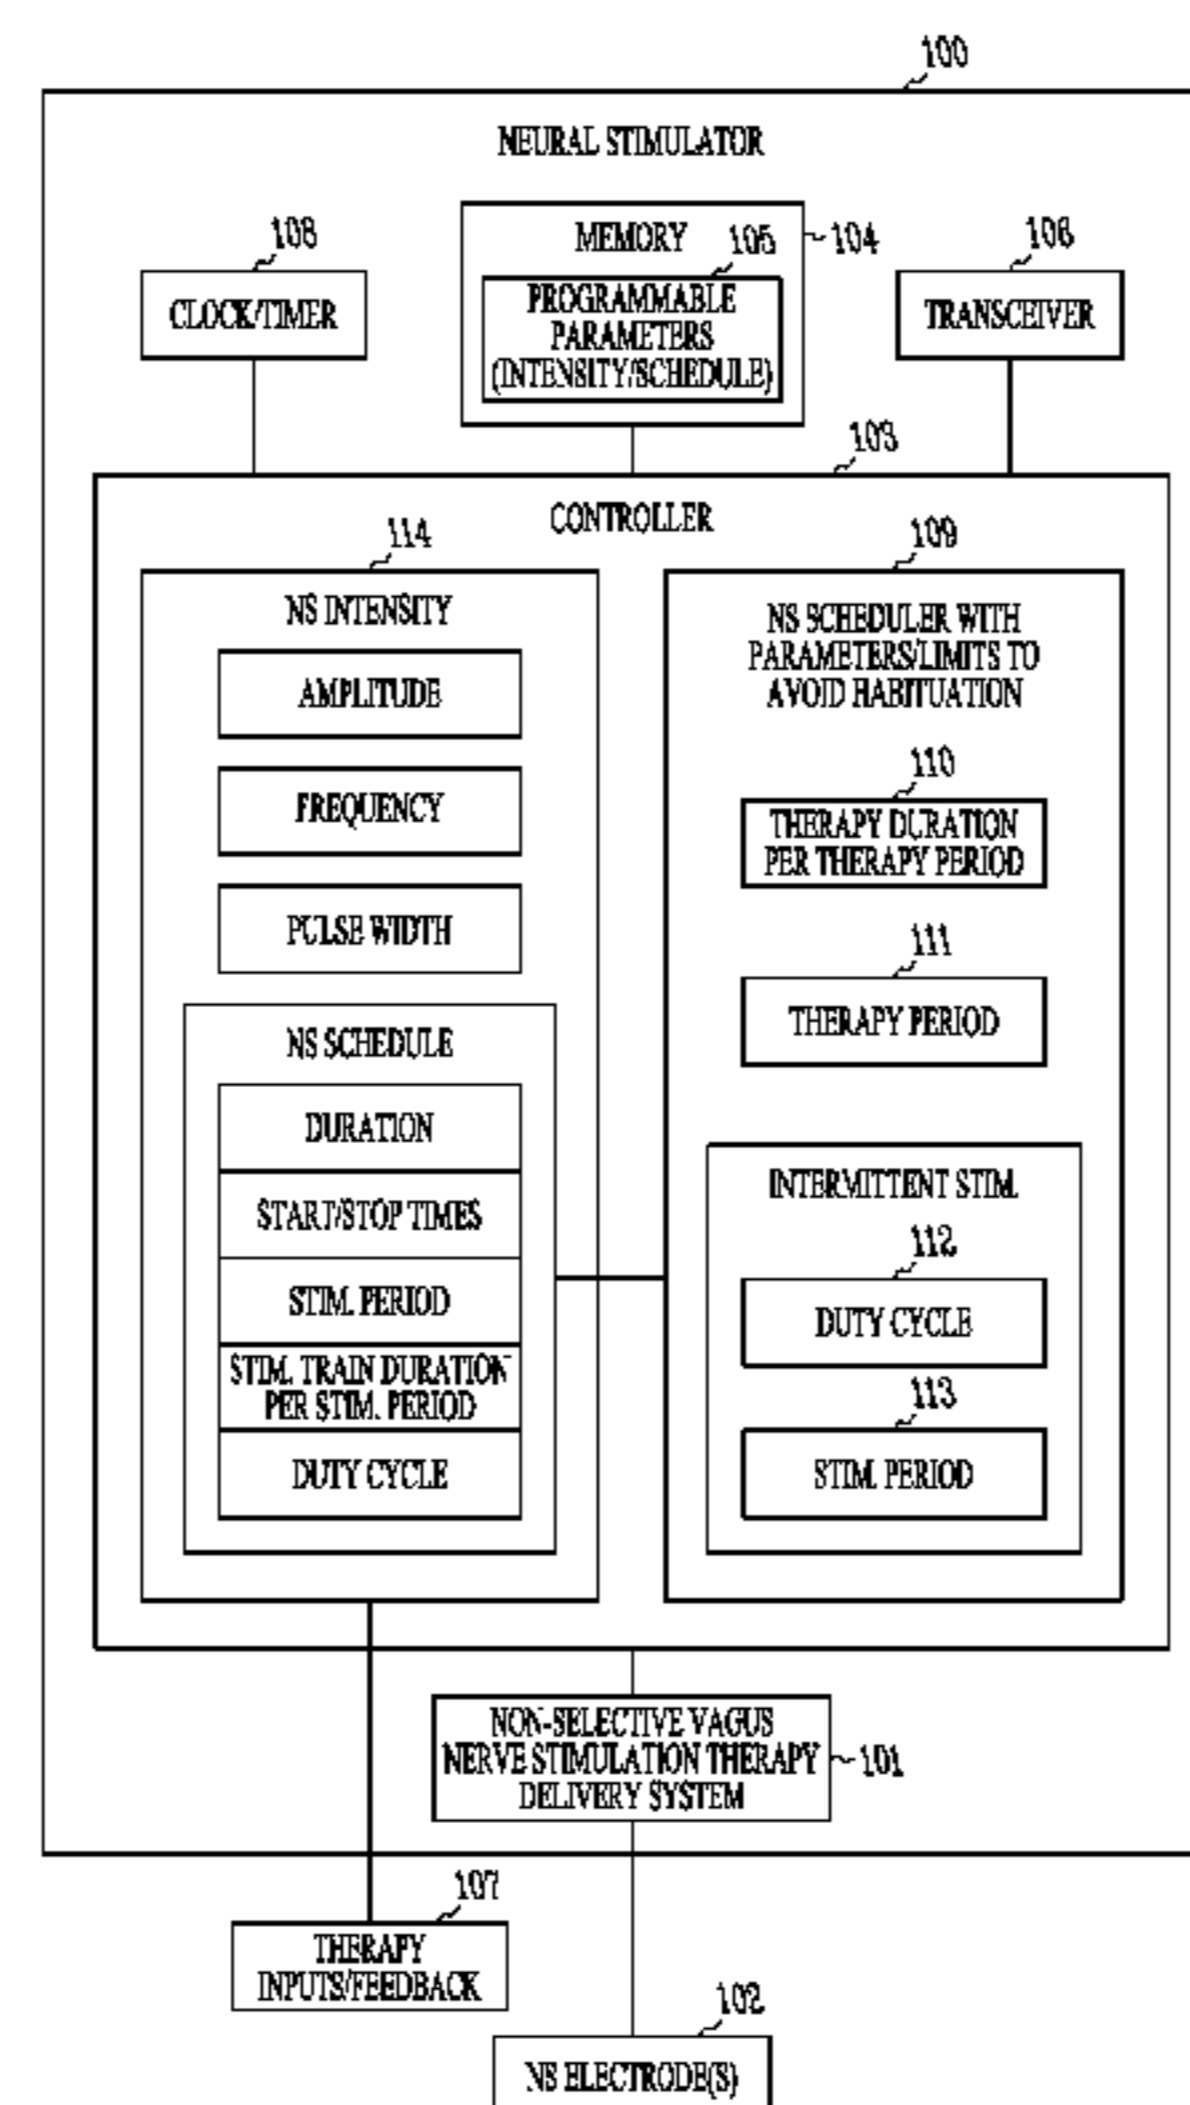 100
NEURAL STIMULATOR
108
MEMORY
105
104
106
CLOCK/TIMER
PROGRAMMABLE
PARAMETERS
(INTENSITY/SCHEDULE)
TRANSCEIVER
103
CONTROLLER
114
109
NS INTENSITY
AMPLITUDE
FREQUENCY
PULSE WIDTH
NS SCHEDULE
DURATION
START/STOP TIMES
STIM. PERIOD
STIM. TRAIN DURATION
PER STIM. PERIOD
DUTY CYCLE
NS SCHEDULER WITH
PARAMETERS/LIMITS TO
AVOID HABITUATION
110
THERAPY DURATION
PER THERAPY PERIOD
111
THERAPY PERIOD
INTERMITTENT STIM.
112
DUTY CYCLE
113
STIM. PERIOD
NON-SELECTIVE VAGUS
NERVE STIMULATION THERAPY
DELIVERY SYSTEM
101
107
THERAPY
INPUTS/FEEDBACK
102
NS ELECTRODE(S)